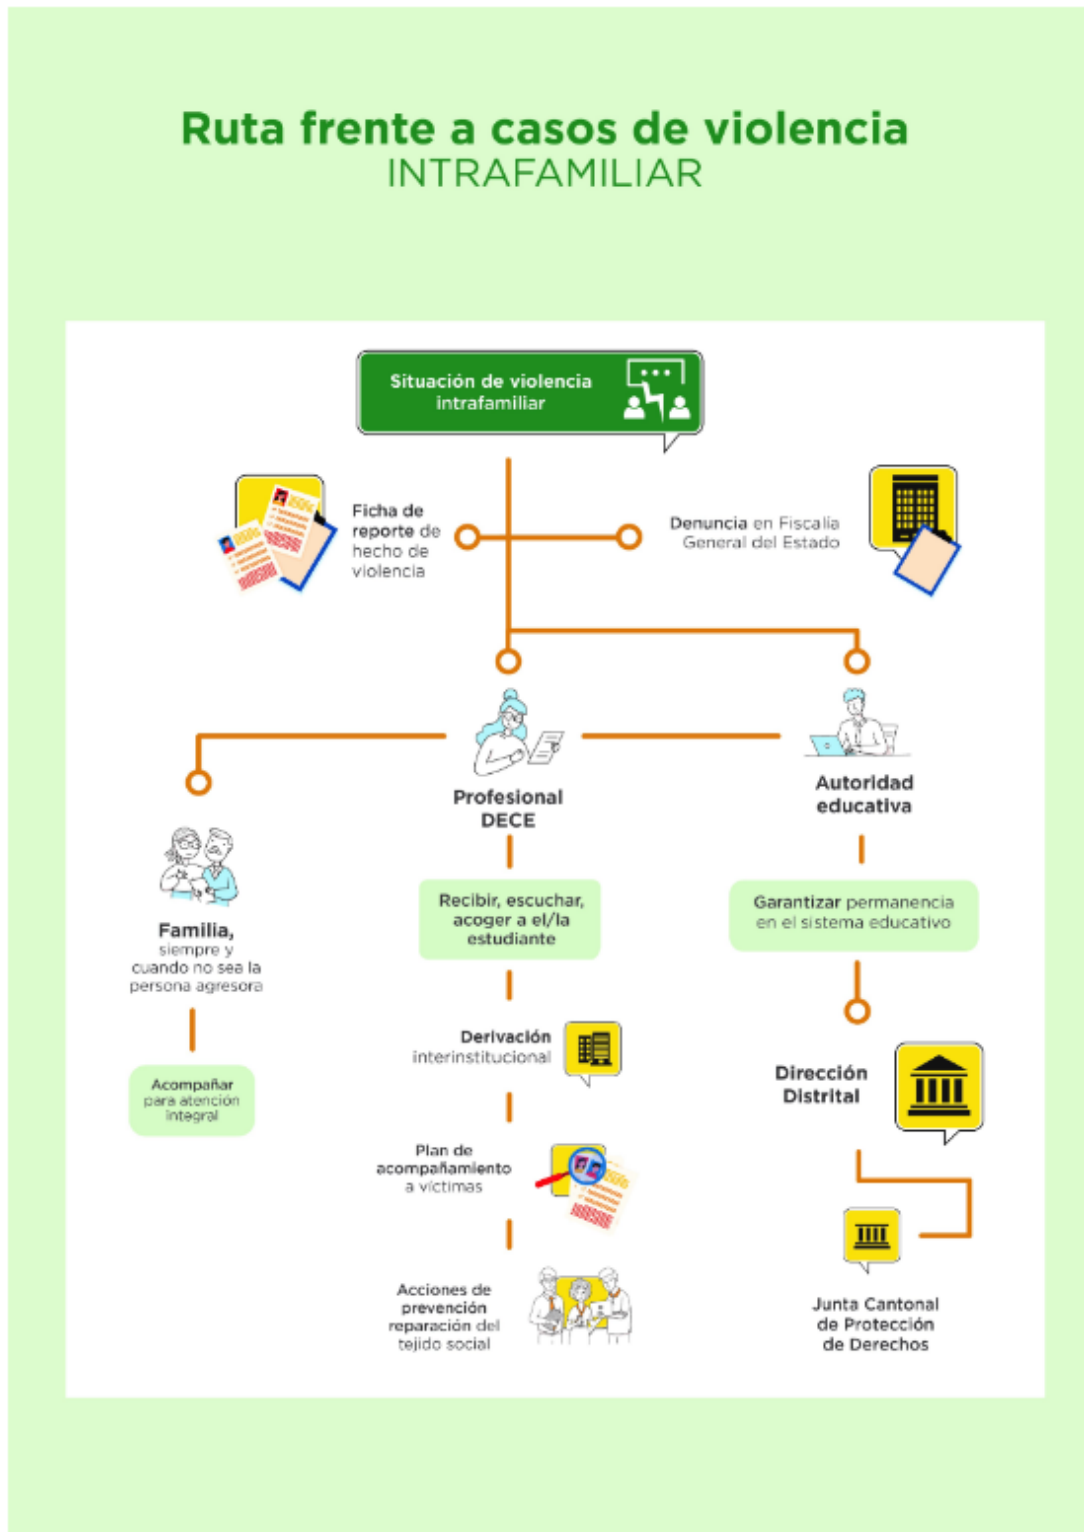 Ruta frente a casos de violencia
INTRAFAMILIAR
Situación de violencia
intrafamiliar
Ficha de
reporte de
hecho de
violencia
Denuncia en Fiscalía
General del Estado
Profesional
DECE
Autoridad
educativa
Familia,
siempre y
cuando no sea la
persona agresora
Acompañar
para atención
integral
Recibir, escuchar,
acoger a el/la
estudiante
Derivación
interinstitucional
Plan de
acompañamiento
a víctimas
Acciones de
prevención
reparación del
tejido social
Garantizar permanencia
en el sistema educativo
Dirección
Distrital
Junta Cantonal
de Protección
de Derechos